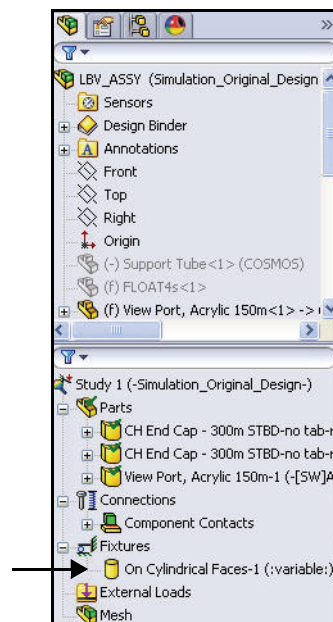 LBV_ASSY (Simulation_Original_Design
Sensors
Design Binder
A Annotations
Front
Top
Right
Origin
(-) Support Tube<1> (COSMOS)
(f) FLOAT4s<1>
(f) View Port, Acrylic 150m<1> ->
Study 1 (-Simulation_Original_Design-)
Parts
CH End Cap - 300m STBD-no tab-
CH End Cap - 300m STBD-no tab-
View Port, Acrylic 150m-1 (-[SW]A
Connections
Component Contacts
Fixtures
On Cylindrical Faces-1 (:variable:)
External Loads
Mesh